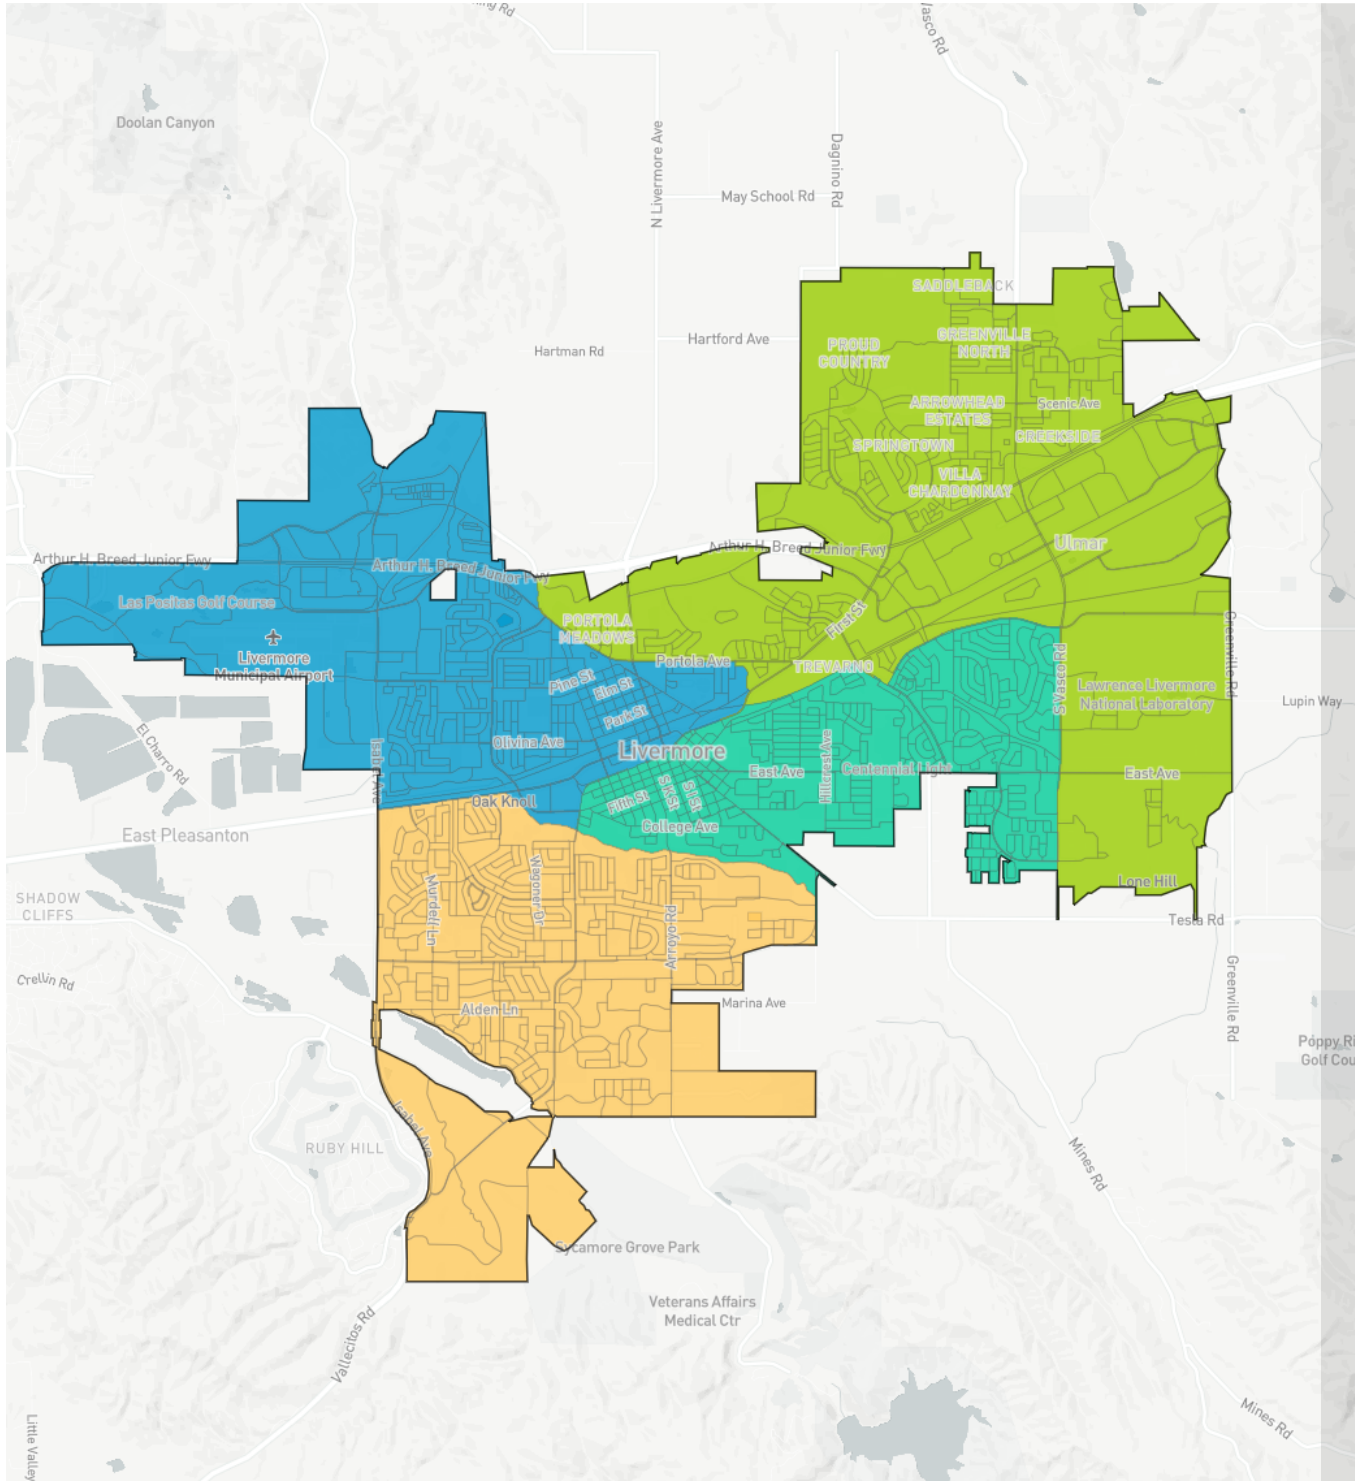 Vasco Rd
Doolan Canyon
N Livermore Ave
Dagnino Rd
May School Rd
SADDLEBACK
Hartford Ave
GREENVILLE
NORTH
PROUD
COUNTRY
Hartman Rd
ARROWHEAD
ESTATES
Scenic Ave
CREEKSIDE
SPRINGTOWN
VILLA
CHARDONNAY
Ulmar
Arthur H. Breed Junior Fwy
Arthur H. Breed Junior Fwy
Arthur H. Breed Junior Fwy
Las Positas Golf Course
PORTOLA
MEADOWS
First St
Greenville Rd
Livermore
Municipal Airport
Portola Ave
TREVARNO
S Vasco Rd
Pine St
Elm St
Park St
Lawrence Livermore
National Laboratory
Lupin Way
El Charro Rd
Isabel Ave
Olivina Ave
Livermore
Hillcrest Ave
East Ave
Centennial Light
East Ave
Oak Knoll
Fifth St
S K St
S I St
College Ave
East Pleasanton
SHADOW
CLIFFS
Murdell Ln
Wagoner Dr
Arroyo Rd
Lone Hill
Tesla Rd
Crellin Rd
Alden Ln
Marina Ave
Greenville Rd
Poppy Ri
Golf Cou
Isabel Ave
RUBY HILL
Mines Rd
Sycamore Grove Park
Veterans Affairs
Medical Ctr
Vallecitos Rd
Mines Rd
Little Valley